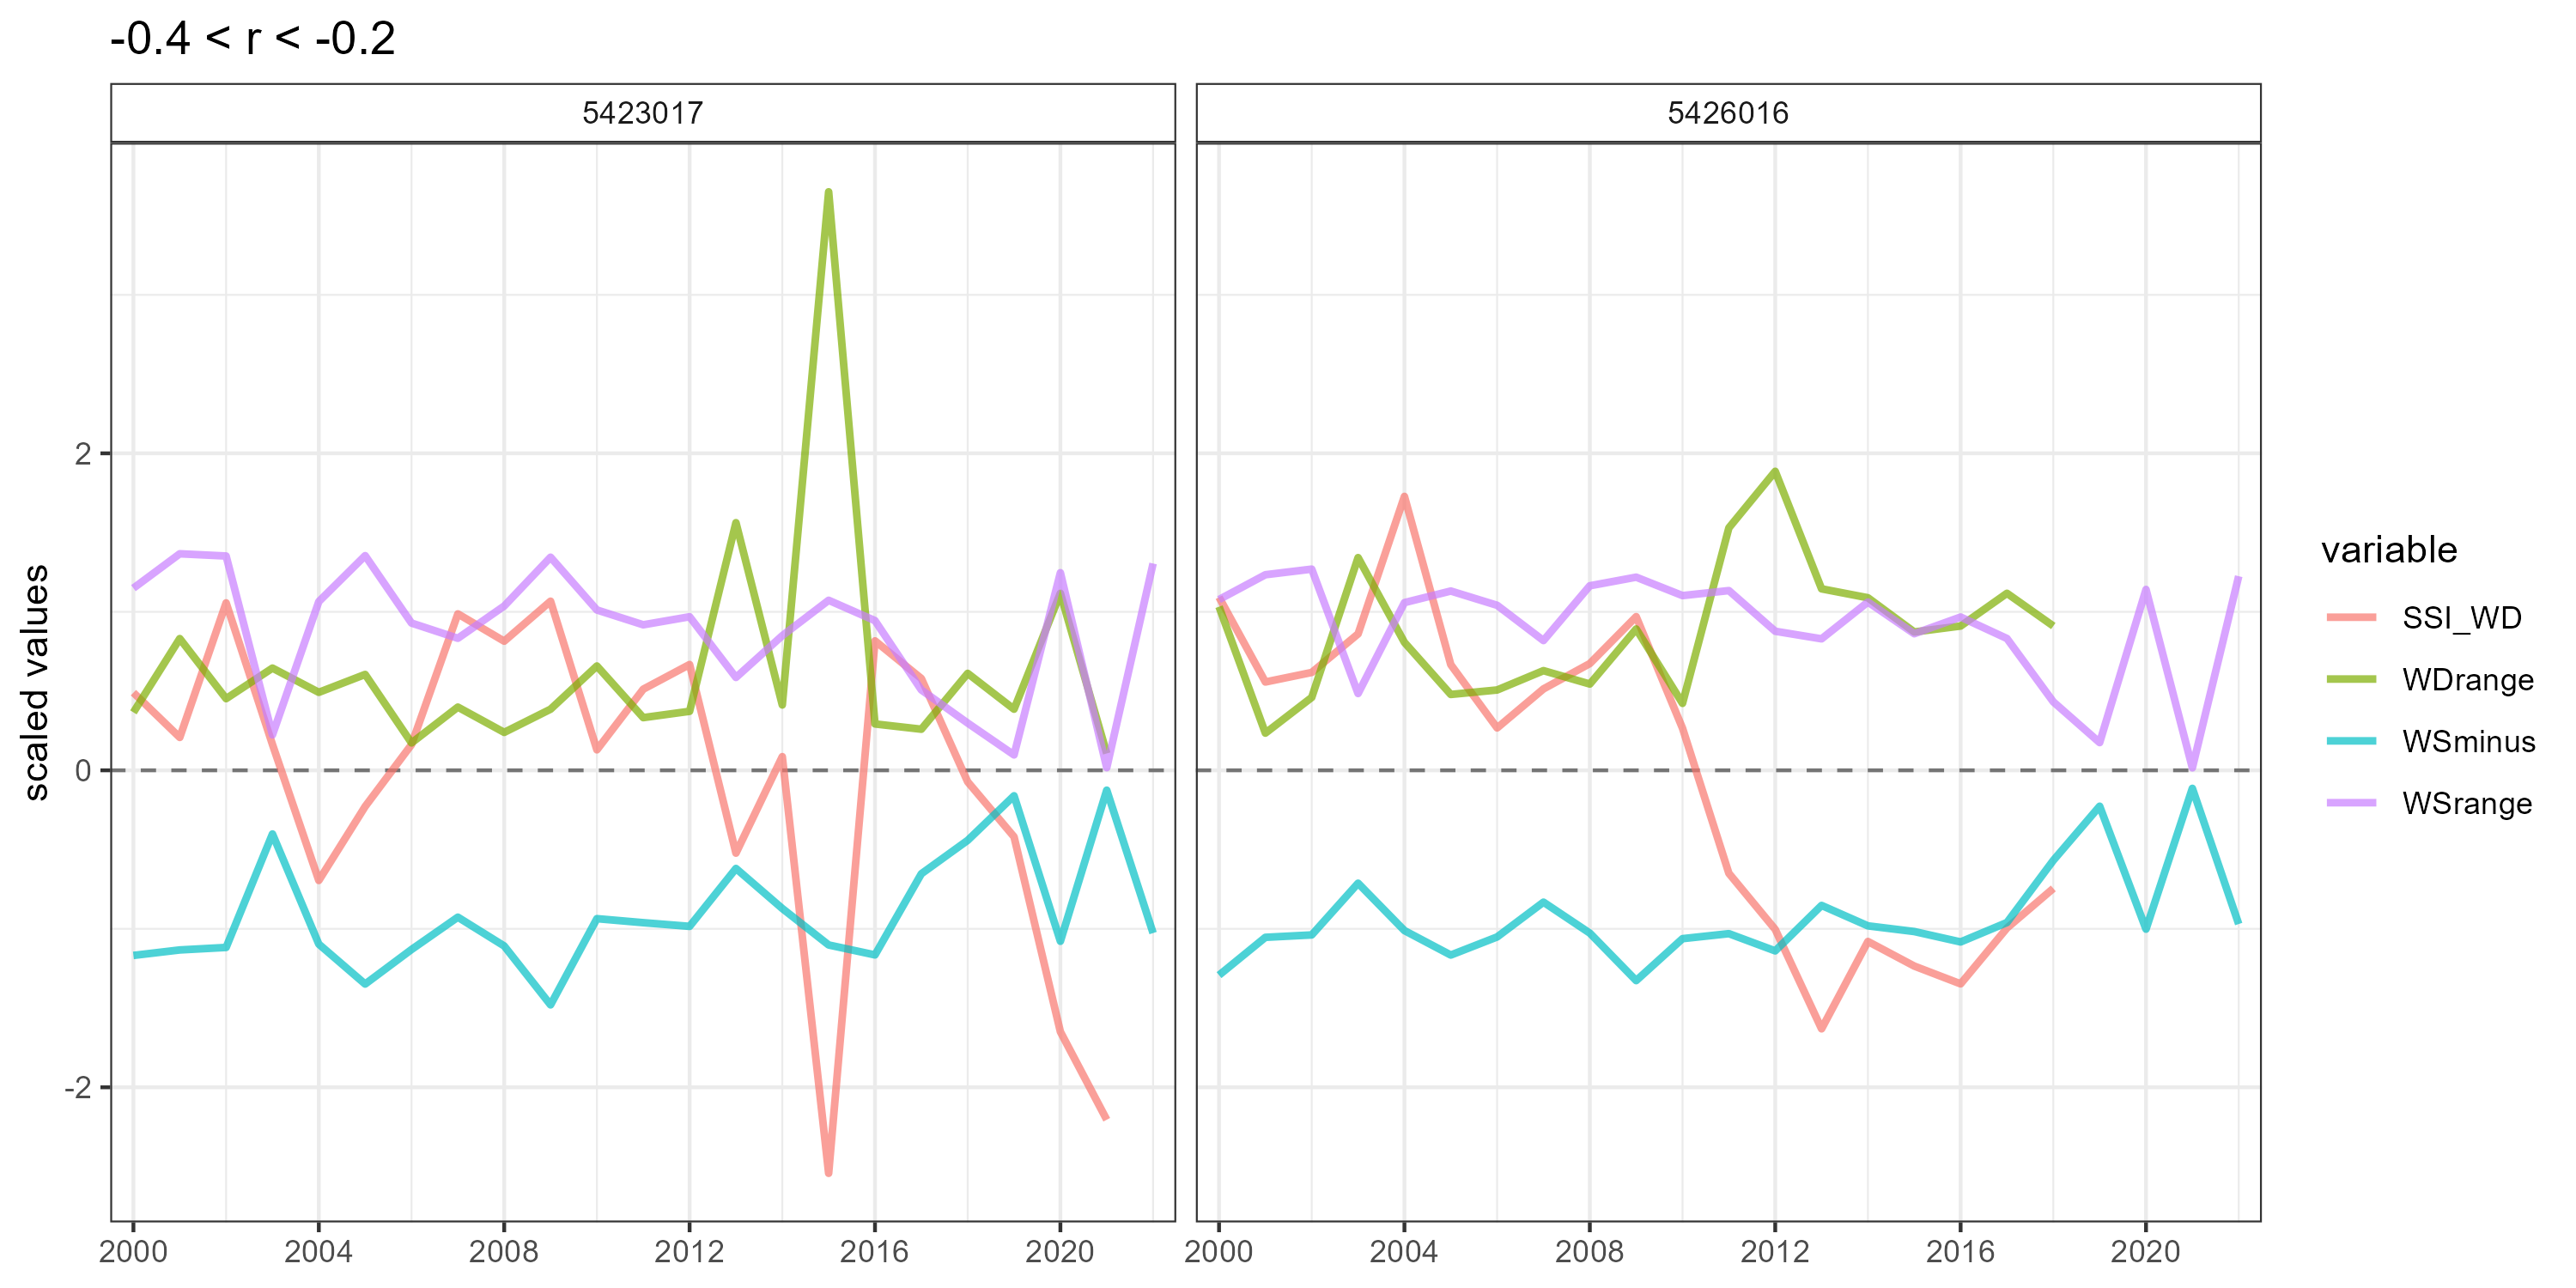 -0.4 < r < -0.2
5423017
5426016
scaled values
2
0
-2
2000 2004 2008 2012 2016 2020
2000 2004 2008 2012 2016 2020
variable
SSI_WD
WDrange
WSminus
WSrange